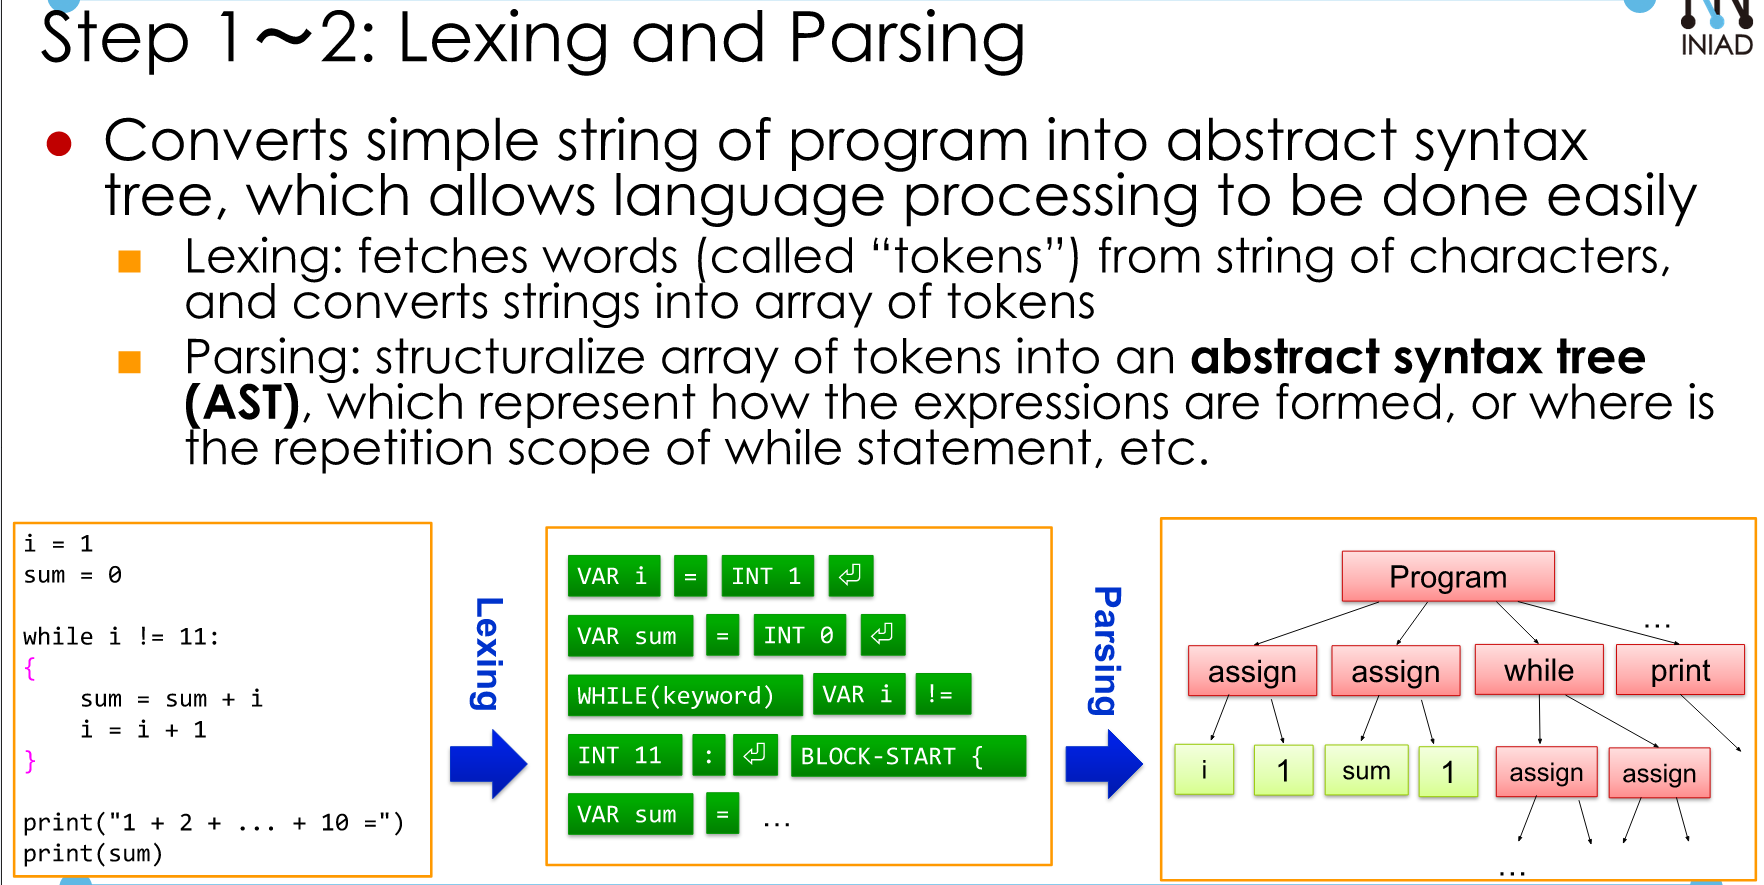 Step 1～2: Lexing and Parsing
INIAD
Converts simple string of program into abstract syntax
tree, which allows language processing to be done easily
Lexing: fetches words (called “tokens”) from string of characters,
and converts strings into array of tokens
Parsing: structuralize array of tokens into an abstract syntax tree
(AST), which represent how the expressions are formed, or where is
the repetition scope of while statement, etc.
i = 1
sum = 0
while i != 11:
{
sum = sum + i
i = i + 1
}
print("1 + 2 + ... + 10 =")
print(sum)
Lexing
VAR i = INT 1 ⏎
VAR sum = INT 0 ⏎
WHILE(keyword) VAR i !=
INT 11 : ⏎ BLOCK-START {
VAR sum = ...
Parsing
Program
...
assign assign while print
i 1 sum 1 assign assign
...